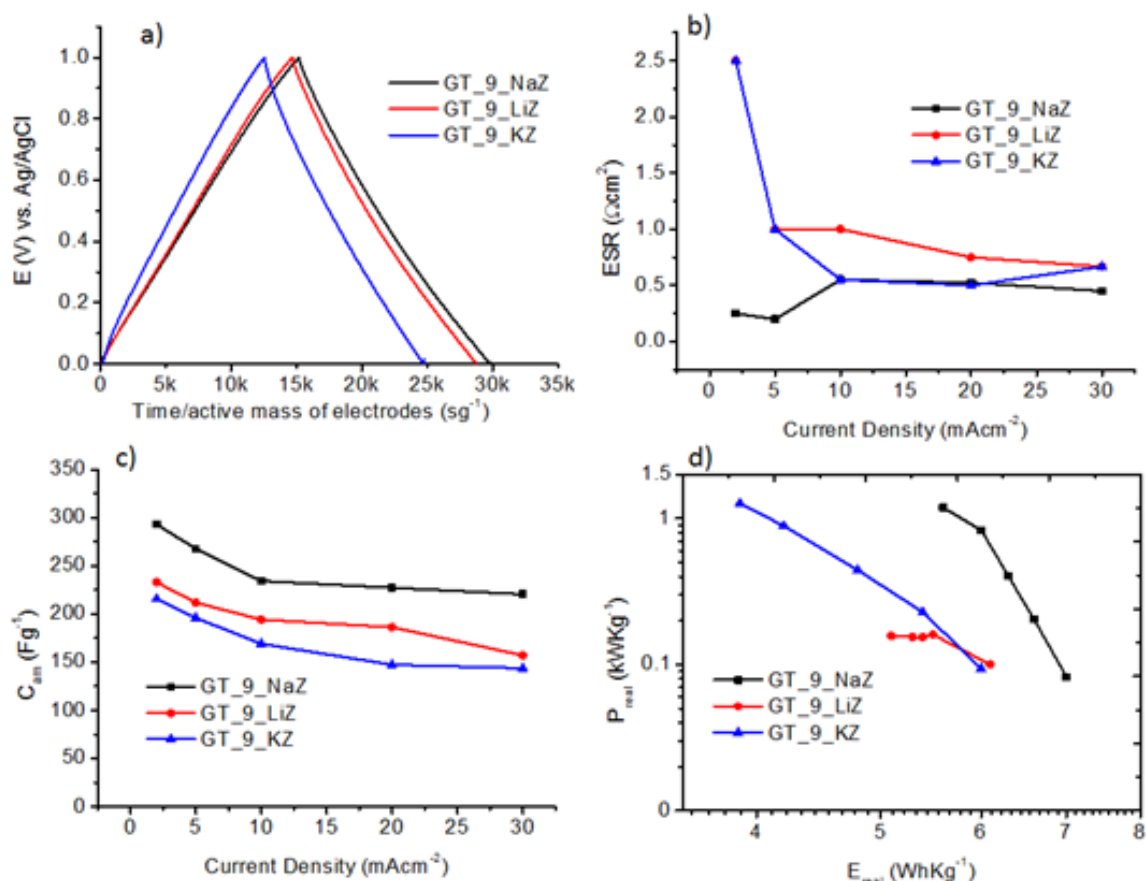 a)
E (V) vs. Ag/AgCl
1.0
0.8
0.6
0.4
0.2
0.0
GT_9_NaZ
GT_9_LiZ
GT_9_KZ
0 5k 10k 15k 20k 25k 30k 35k
Time/active mass of electrodes (sg⁻¹)
b)
ESR (Ωcm²)
2.5
2.0
1.5
1.0
0.5
0.0
GT_9_NaZ
GT_9_LiZ
GT_9_KZ
0 5 10 15 20 25 30
Current Density (mAcm⁻²)
c)
C_am (Fg⁻¹)
350
300
250
200
150
100
50
0
GT_9_NaZ
GT_9_LiZ
GT_9_KZ
0 5 10 15 20 25 30
Current Density (mAcm⁻²)
d)
P_real (kWKg⁻¹)
1.5
1
0.1
0
GT_9_NaZ
GT_9_LiZ
GT_9_KZ
4 5 6 7 8
(WhKg⁻¹)